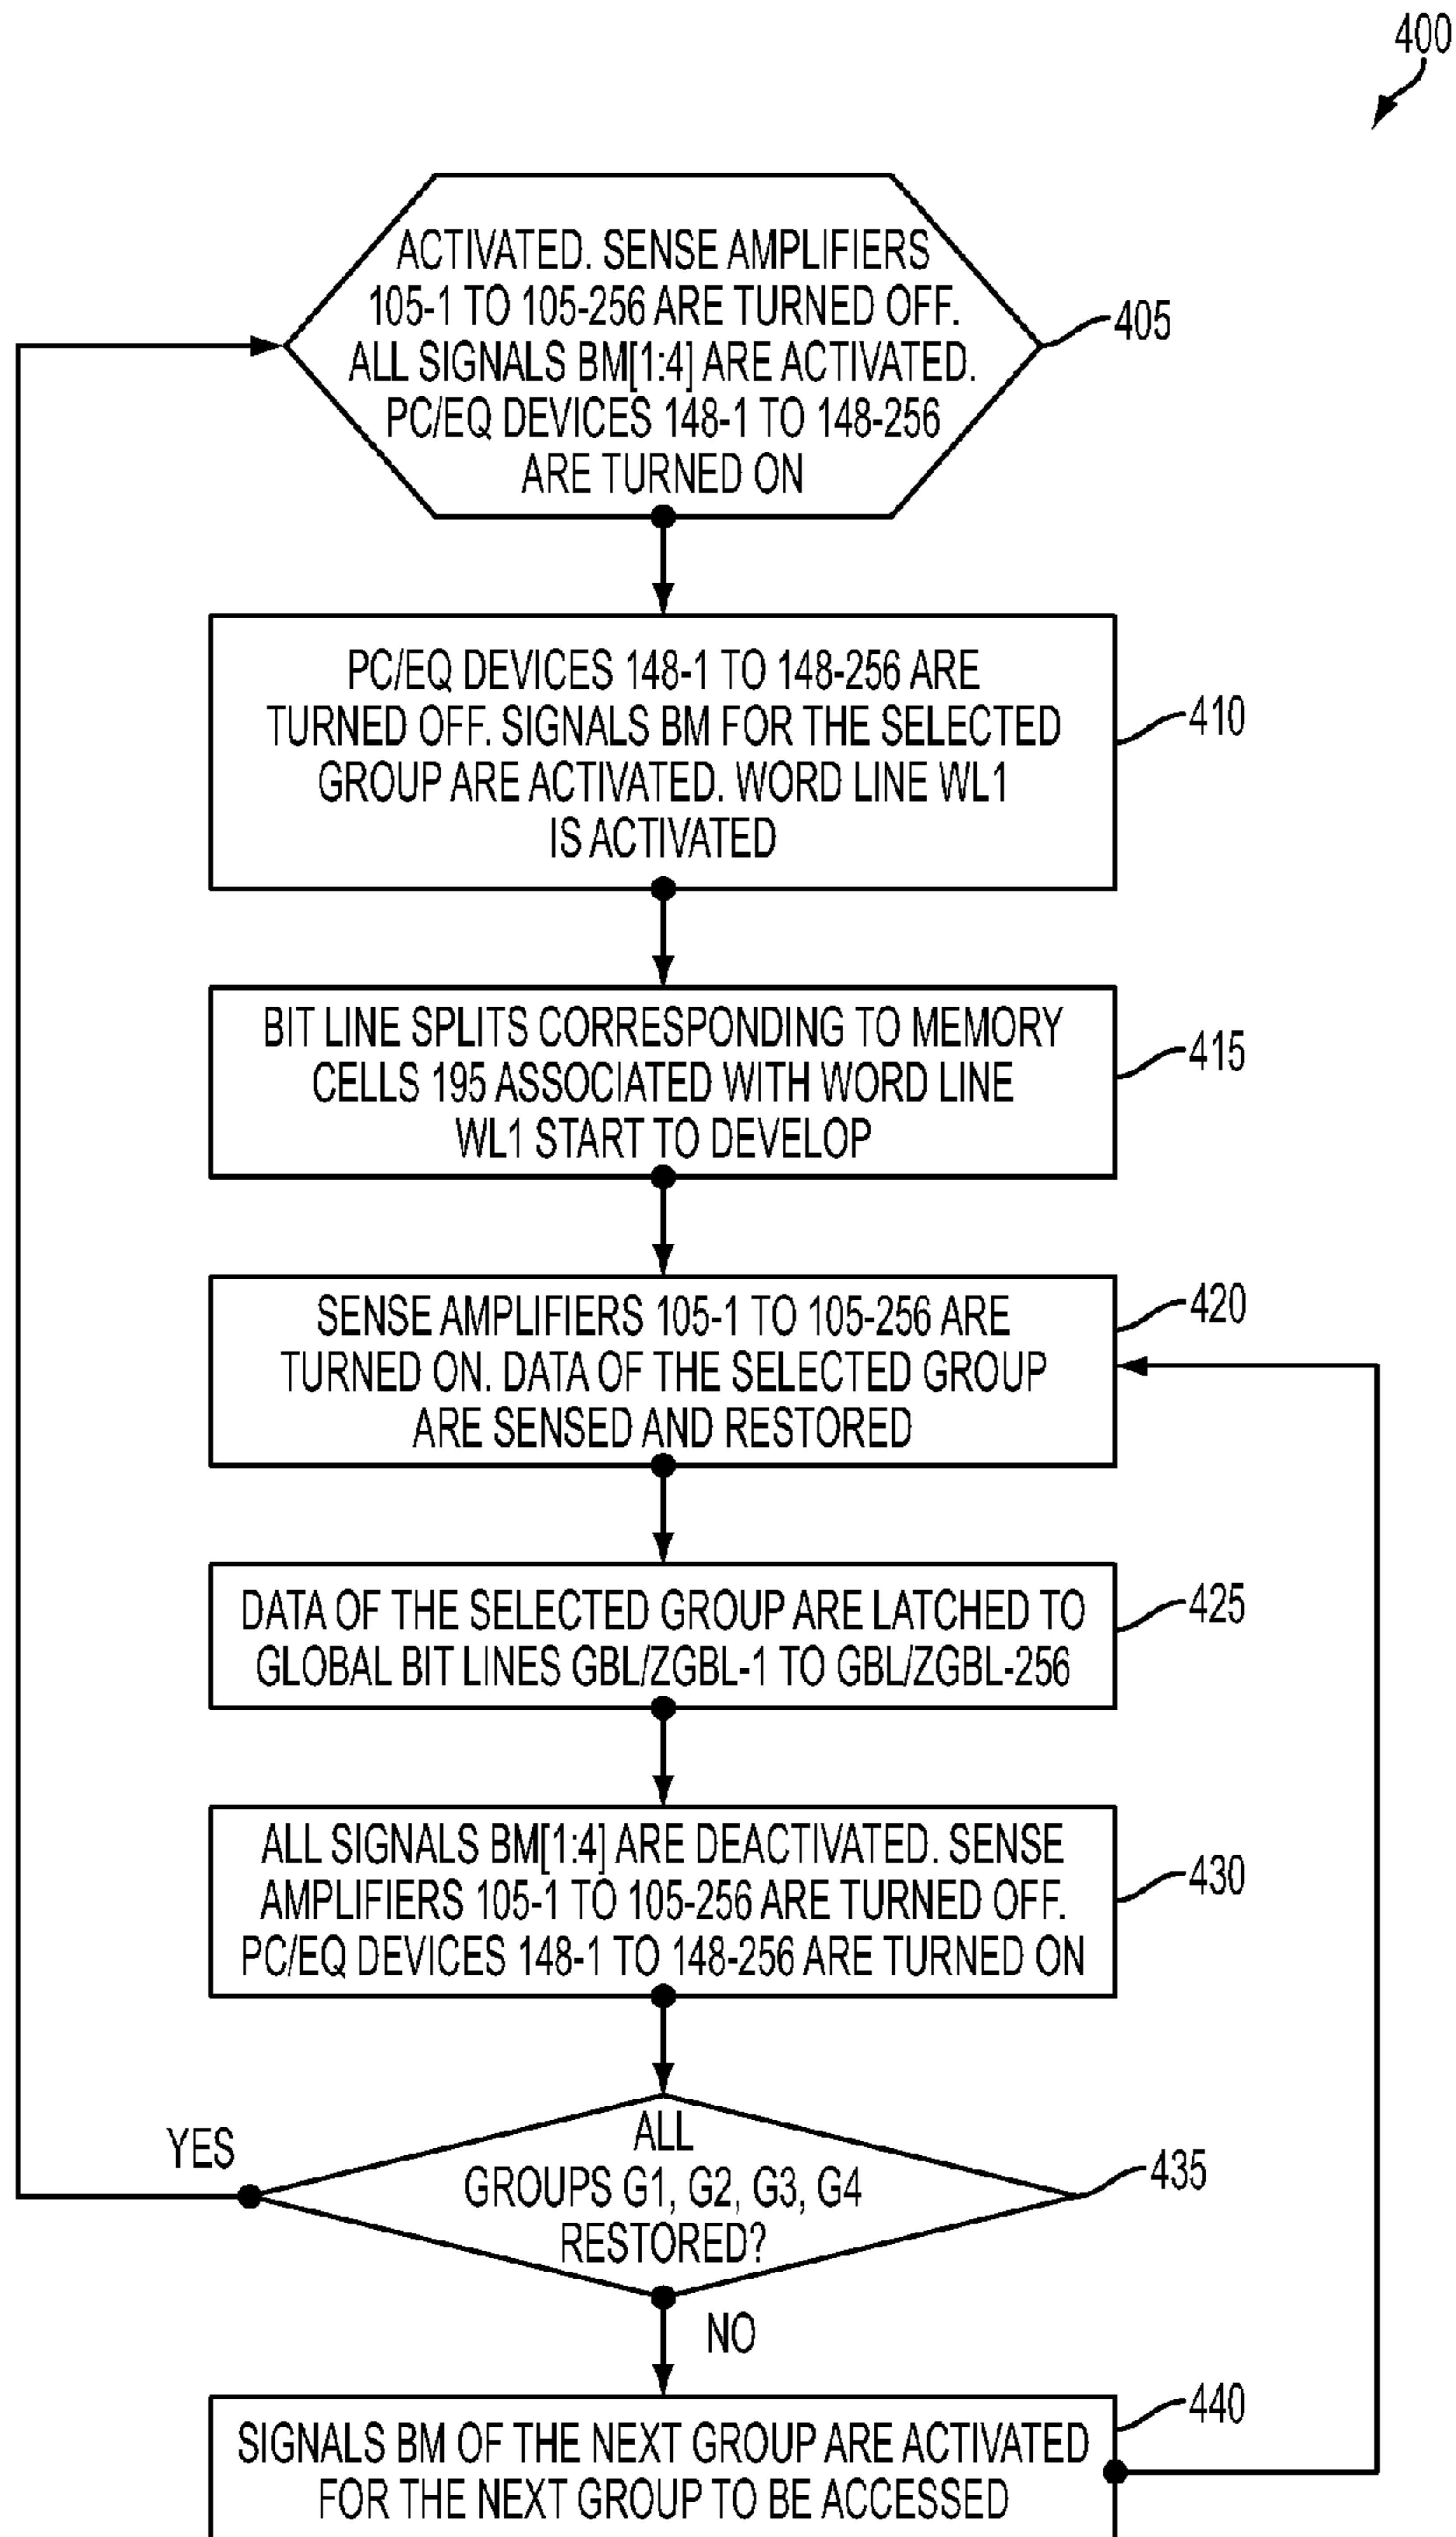 400
ACTIVATED. SENSE AMPLIFIERS
105-1 TO 105-256 ARE TURNED OFF.
ALL SIGNALS BM[1:4] ARE ACTIVATED.
PC/EQ DEVICES 148-1 TO 148-256
ARE TURNED ON
405
PC/EQ DEVICES 148-1 TO 148-256 ARE
TURNED OFF. SIGNALS BM FOR THE SELECTED
GROUP ARE ACTIVATED. WORD LINE WL1
IS ACTIVATED
410
BIT LINE SPLITS CORRESPONDING TO MEMORY
CELLS 195 ASSOCIATED WITH WORD LINE
WL1 START TO DEVELOP
415
SENSE AMPLIFIERS 105-1 TO 105-256 ARE
TURNED ON. DATA OF THE SELECTED GROUP
ARE SENSED AND RESTORED
420
DATA OF THE SELECTED GROUP ARE LATCHED TO
GLOBAL BIT LINES GBL/ZGBL-1 TO GBL/ZGBL-256
425
ALL SIGNALS BM[1:4] ARE DEACTIVATED. SENSE
AMPLIFIERS 105-1 TO 105-256 ARE TURNED OFF.
PC/EQ DEVICES 148-1 TO 148-256 ARE TURNED ON
430
YES
ALL
GROUPS G1, G2, G3, G4
RESTORED?
435
NO
SIGNALS BM OF THE NEXT GROUP ARE ACTIVATED
FOR THE NEXT GROUP TO BE ACCESSED
440